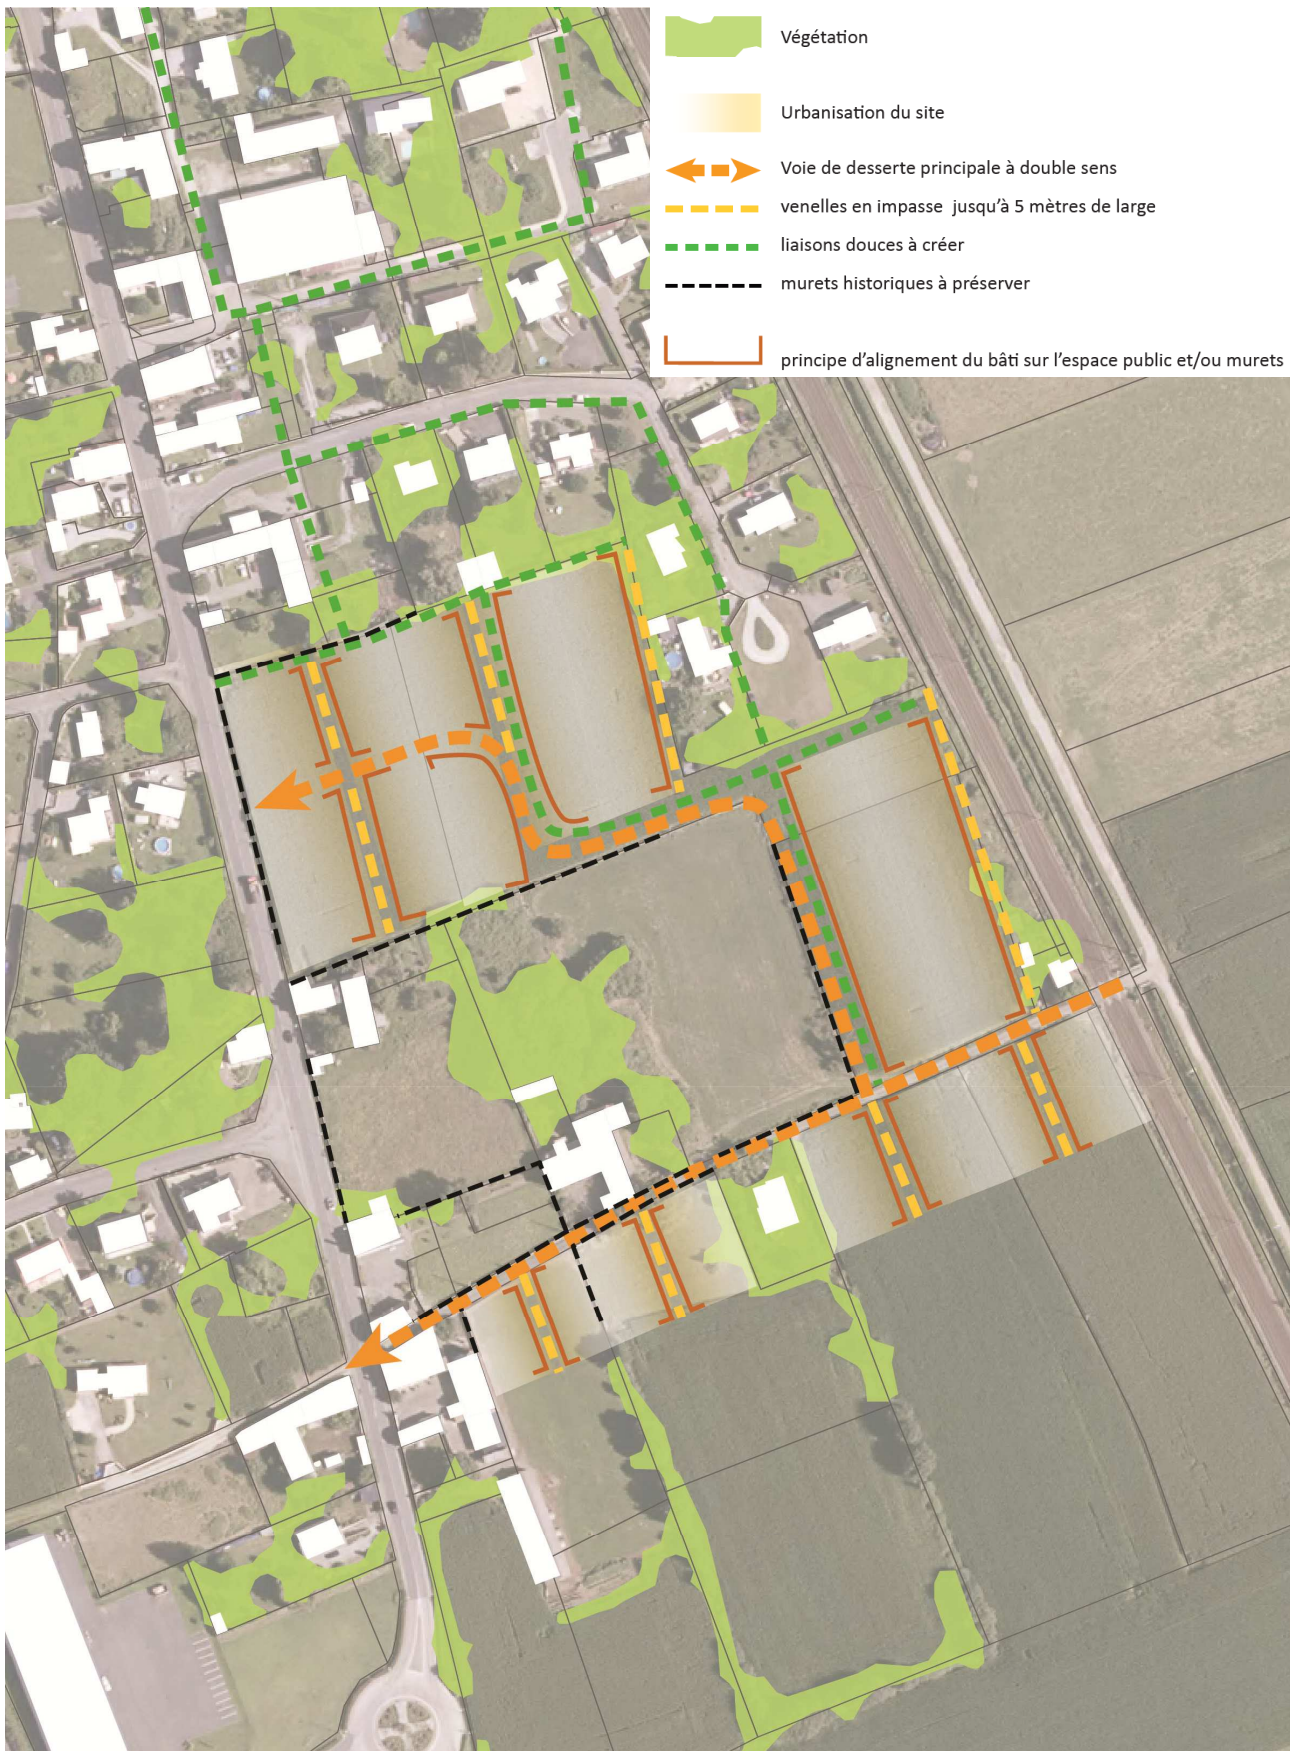 Végétation
Urbanisation du site
Voie de desserte principale à double sens
venelles en impasse jusqu'à 5 mètres de large
liaisons douces à créer
murets historiques à préserver
principe d'alignement du bâti sur l'espace public et/ou murets